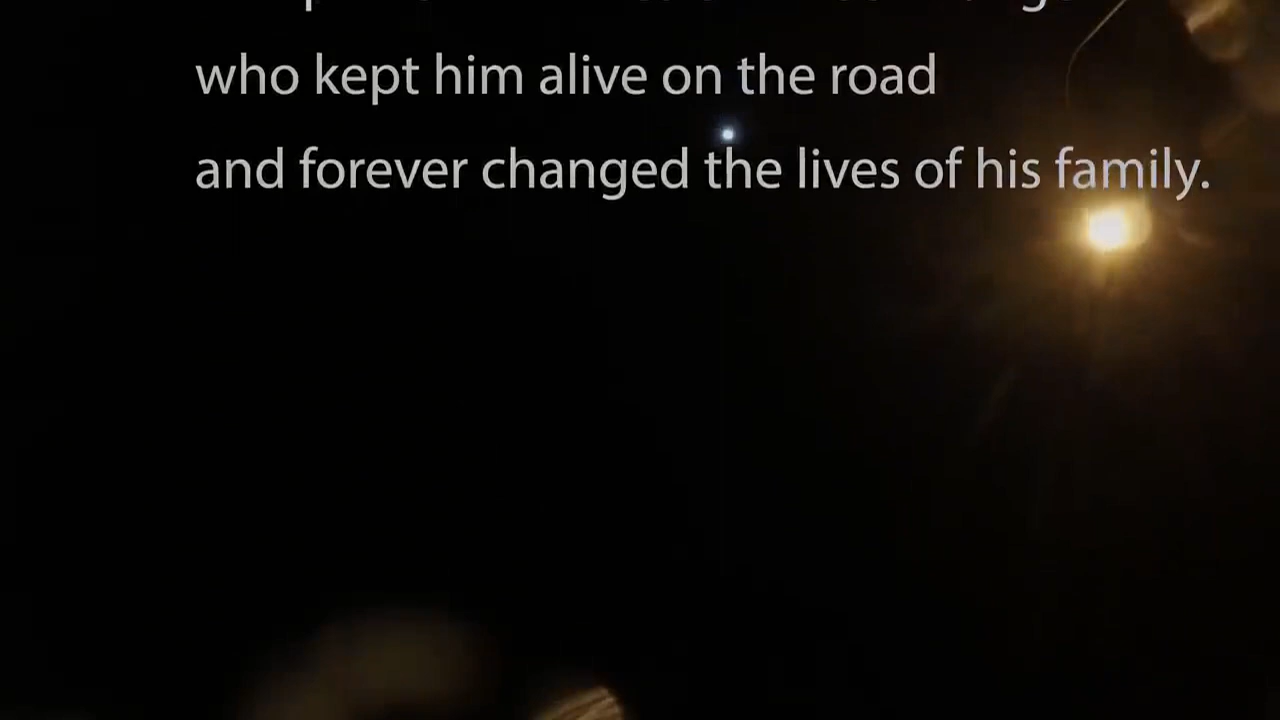 who kept him alive on the road
and forever changed the lives of his family.